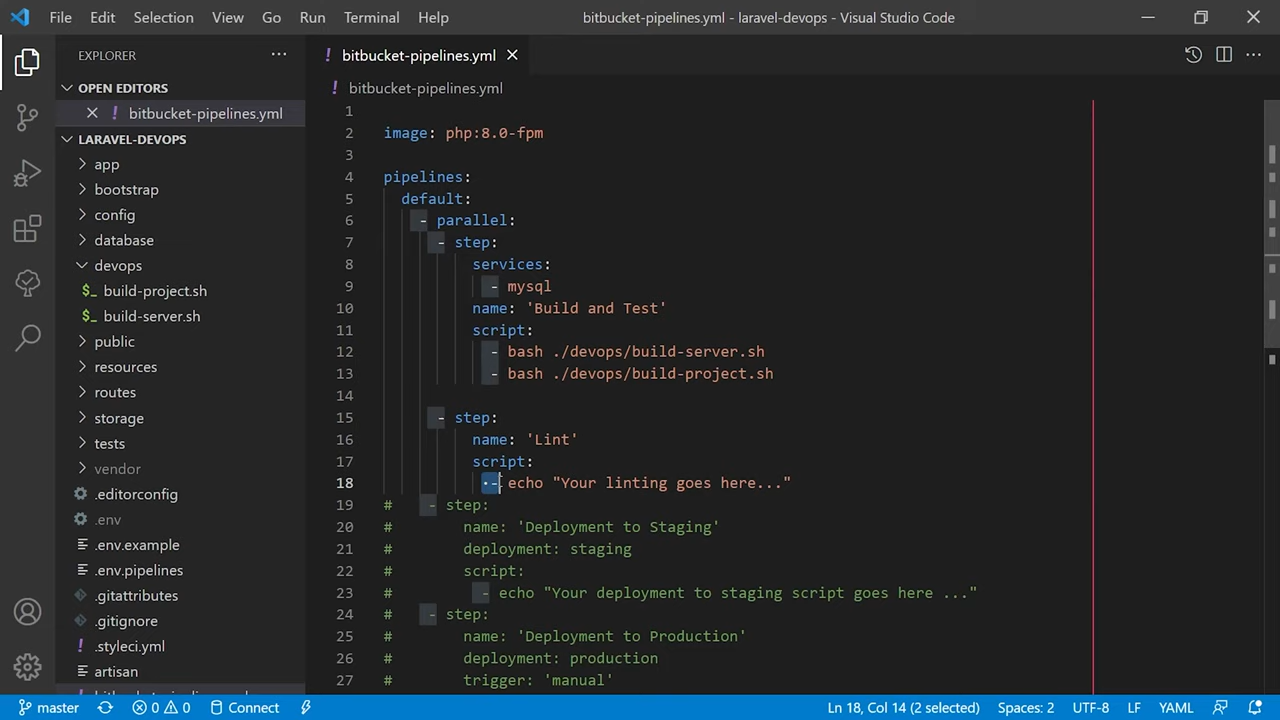 File Edit Selection View Go Run Terminal Help
bitbucket-pipelines.yml - laravel-devops - Visual Studio Code
EXPLORER
OPEN EDITORS
bitbucket-pipelines.yml
LARAVEL-DEVOPS
app
bootstrap
config
database
devops
build-project.sh
build-server.sh
public
resources
routes
storage
tests
vendor
.editorconfig
.env
.env.example
.env.pipelines
.gitattributes
.gitignore
.styleci.yml
artisan
bitbucket-pipelines.yml
bitbucket-pipelines.yml
1
2 image: php:8.0-fpm
3
4 pipelines:
5 default:
6 - parallel:
7 - step:
8 services:
9 - mysql
10 name: 'Build and Test'
11 script:
12 - bash ./devops/build-server.sh
13 - bash ./devops/build-project.sh
14
15 - step:
16 name: 'Lint'
17 script:
18 - echo "Your linting goes here..."
19 # - step:
20 # name: 'Deployment to Staging'
21 # deployment: staging
22 # script:
23 # - echo "Your deployment to staging script goes here ..."
24 # - step:
25 # name: 'Deployment to Production'
26 # deployment: production
27 # trigger: 'manual'
master 0 0 Connect Ln 18, Col 14 (2 selected) Spaces: 2 UTF-8 LF YAML